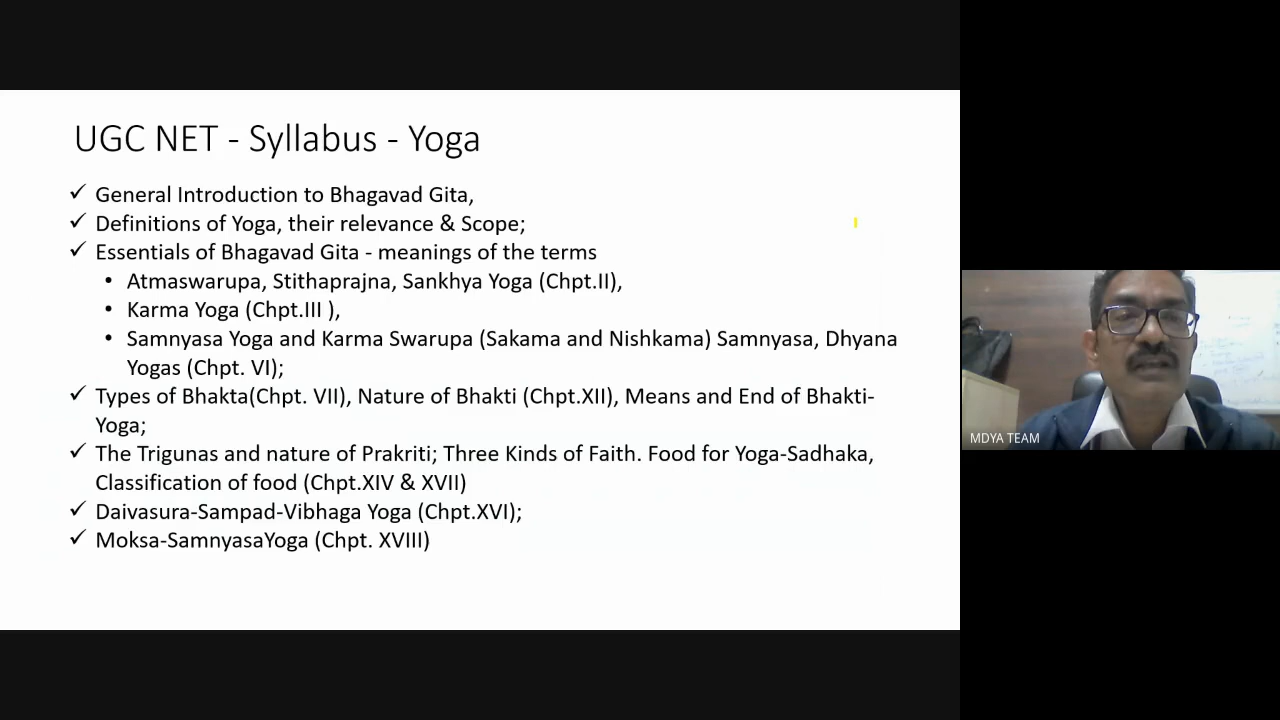 UGC NET - Syllabus - Yoga
✓ General Introduction to Bhagavad Gita,
✓ Definitions of Yoga, their relevance & Scope;
✓ Essentials of Bhagavad Gita - meanings of the terms
• Atmaswarupa, Stithaprajna, Sankhya Yoga (Chpt.II),
• Karma Yoga (Chpt.III ),
• Samnyasa Yoga and Karma Swarupa (Sakama and Nishkama) Samnyasa, Dhyana
Yogas (Chpt. VI);
✓ Types of Bhakta(Chpt. VII), Nature of Bhakti (Chpt.XII), Means and End of Bhakti-
Yoga;
✓ The Trigunas and nature of Prakriti; Three Kinds of Faith. Food for Yoga-Sadhaka,
Classification of food (Chpt.XIV & XVII)
✓ Daivasura-Sampad-Vibhaga Yoga (Chpt.XVI);
✓ Moksa-SamnyasaYoga (Chpt. XVIII)
MDYA TEAM